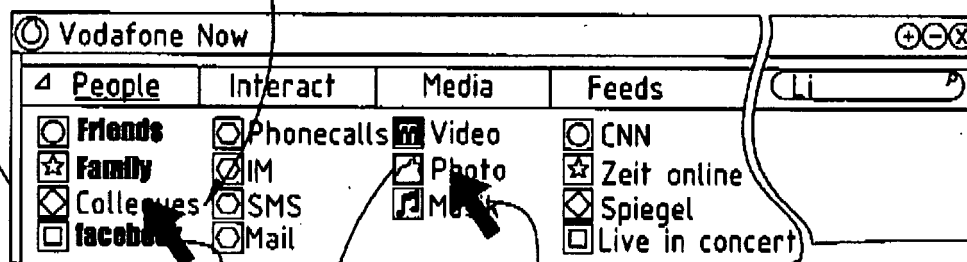 Vodafone Now
People Interact Media Feeds Li
Friends Phonecalls Video CNN
Family IM Photo Zeit online
SMS Spiegel
Mail Live in concert